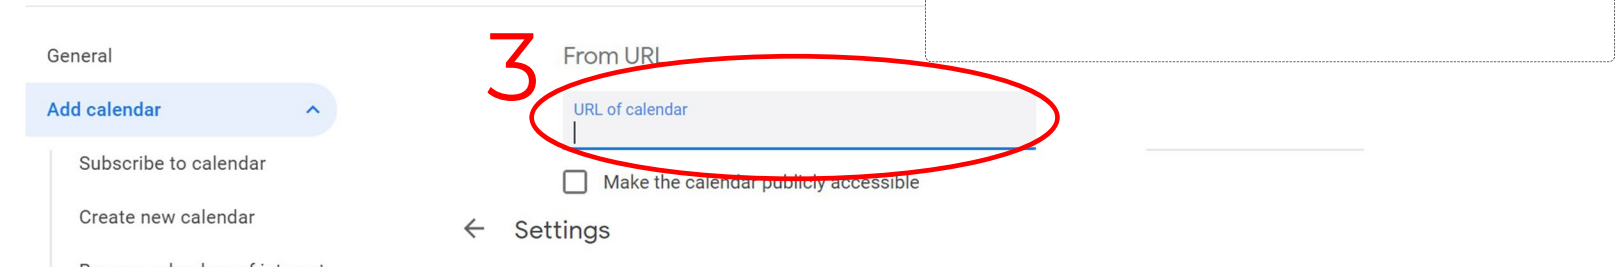 General
Add calendar
Subscribe to calendar
Create new calendar
3
From URL
URL of calendar
Make the calendar publicly accessible
Settings